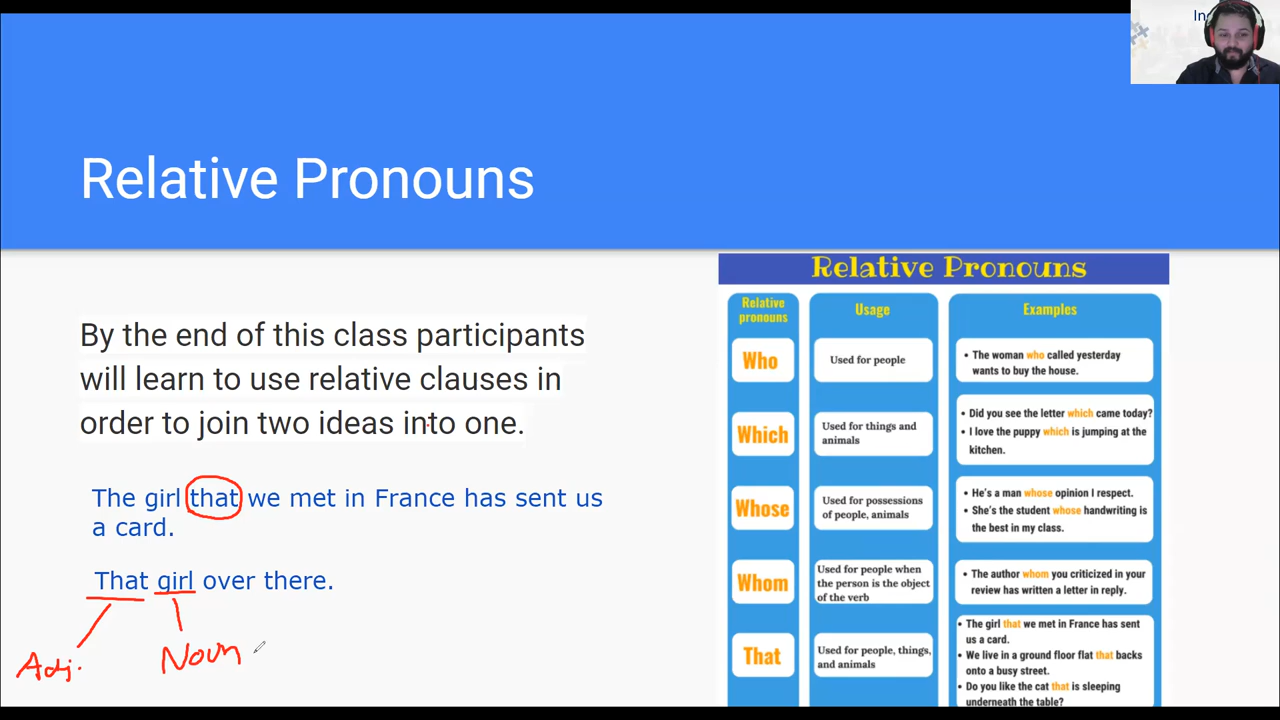 Relative Pronouns
By the end of this class participants
will learn to use relative clauses in
order to join two ideas into one.
The girl that we met in France has sent us
a card.
That girl over there.
Adj.
Noun
Relative Pronouns
Relative
pronouns
Usage
Examples
Who
Used for people
• The woman who called yesterday
wants to buy the house.
Which
Used for things and
animals
• Did you see the letter which came today?
• I love the puppy which is jumping at the
kitchen.
Whose
Used for possessions
of people, animals
• He's a man whose opinion I respect.
• She's the student whose handwriting is
the best in my class.
Whom
Used for people when
the person is the object
of the verb
• The author whom you criticized in your
review has written a letter in reply.
That
Used for people, things,
and animals
• The girl that we met in France has sent
us a card.
• We live in a ground floor flat that backs
onto a busy street.
• Do you like the cat that is sleeping
underneath the table?